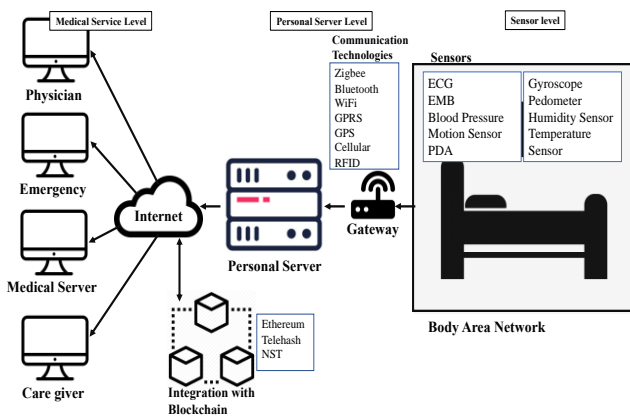 Medical Service Level
Personal Server Level
Sensor level
Communication
Technologies
Zigbee
Bluetooth
WiFi
GPRS
GPS
Cellular
RFID
Sensors
ECG
EMB
Blood Pressure
Motion Sensor
PDA
Gyroscope
Pedometer
Humidity Sensor
Temperature
Sensor
Physician
Emergency
Medical Server
Care giver
Internet
Personal Server
Gateway
Body Area Network
Ethereum
Telehash
NST
Integration with
Blockchain